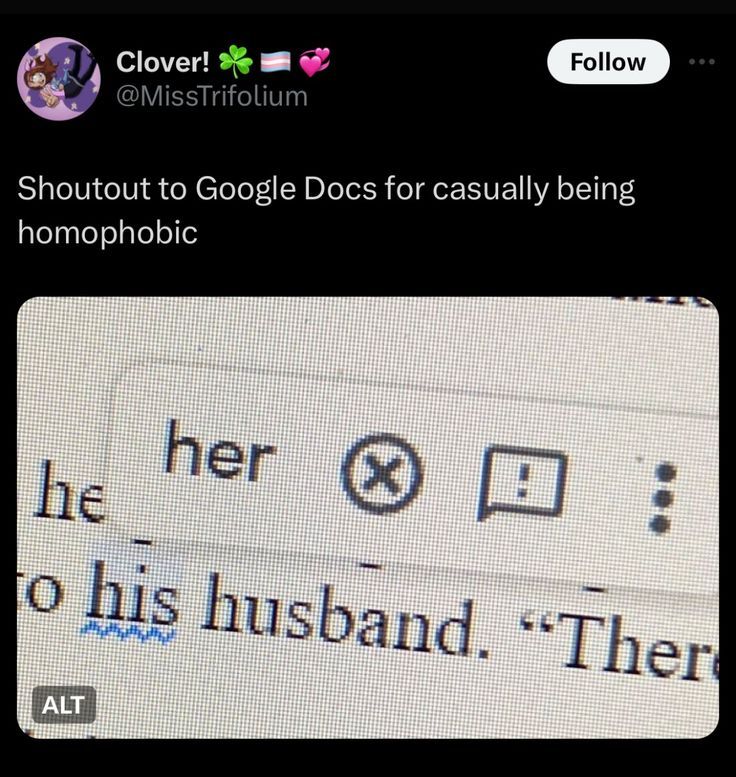 Clover! ☘️🏳️‍⚧️💞
Follow
@MissTrifolium
Shoutout to Google Docs for casually being
homophobic
her
he
o his husband. “Ther
ALT